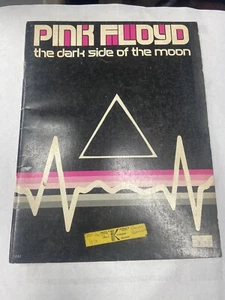 PINK FLOYD
the dark side of the moon
K